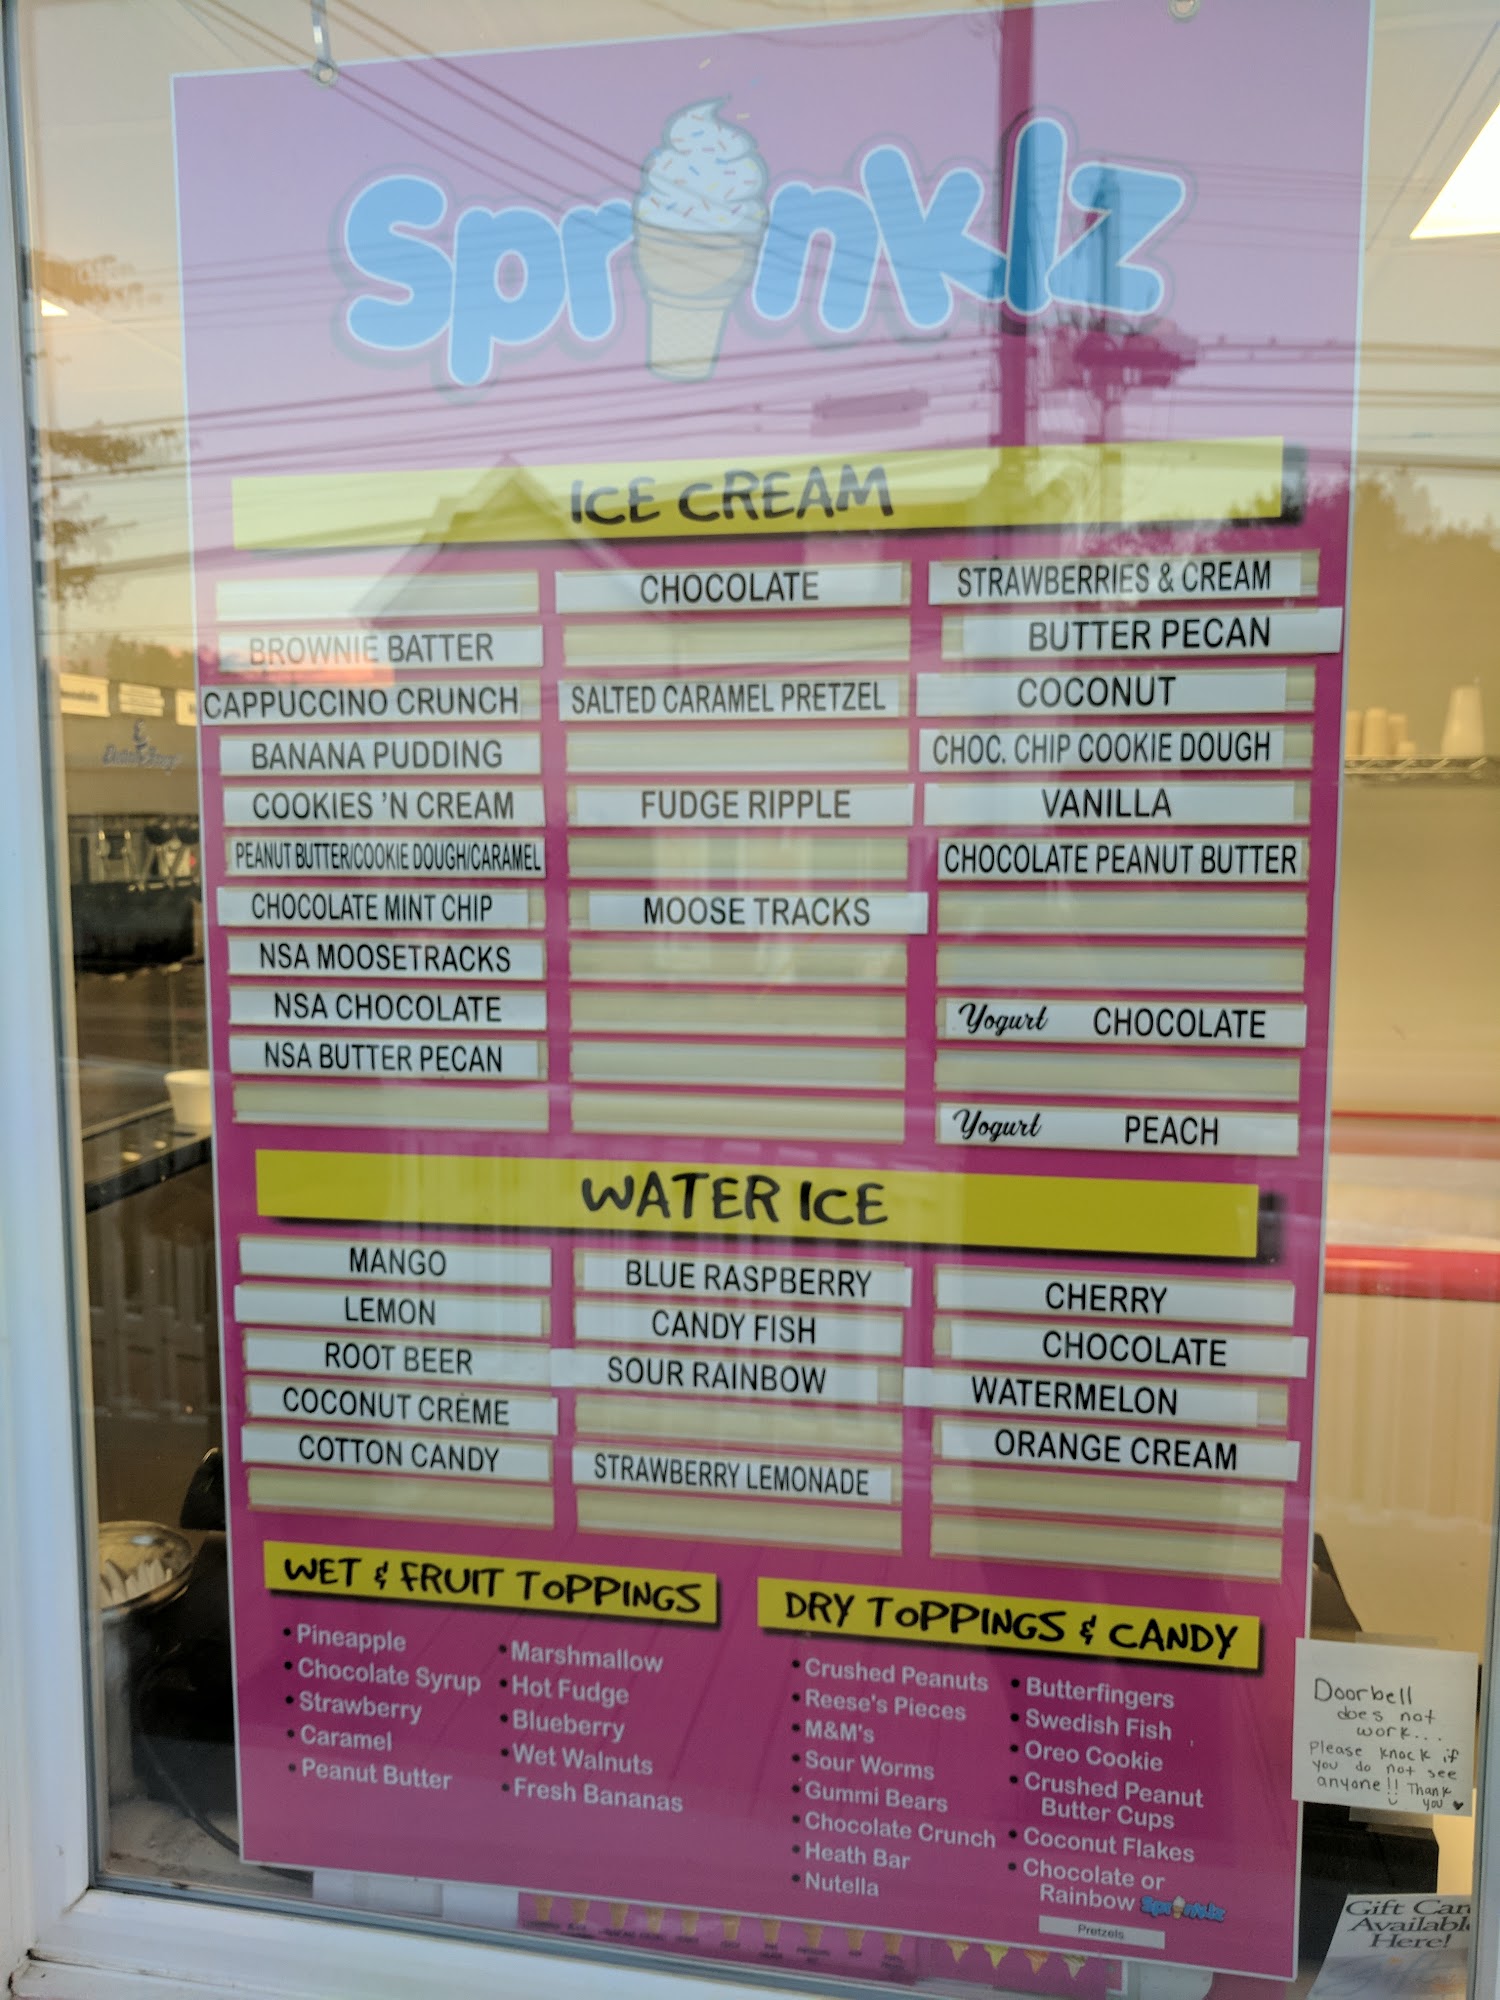 Sprinklz
ICE CREAM
BROWNIE BATTER
CAPPUCCINO CRUNCH
BANANA PUDDING
COOKIES 'N CREAM
PEANUT BUTTER/COOKIE DOUGH/CARAMEL
CHOCOLATE MINT CHIP
NSA MOOSETRACKS
NSA CHOCOLATE
NSA BUTTER PECAN
CHOCOLATE
SALTED CARAMEL PRETZEL
FUDGE RIPPLE
MOOSE TRACKS
STRAWBERRIES & CREAM
BUTTER PECAN
COCONUT
CHOC. CHIP COOKIE DOUGH
VANILLA
CHOCOLATE PEANUT BUTTER
Yogurt CHOCOLATE
Yogurt PEACH
WATER ICE
MANGO
LEMON
ROOT BEER
COCONUT CRÈME
COTTON CANDY
BLUE RASPBERRY
CANDY FISH
SOUR RAINBOW
STRAWBERRY LEMONADE
CHERRY
CHOCOLATE
WATERMELON
ORANGE CREAM
WET & FRUIT TOPPINGS
• Pineapple
• Chocolate Syrup
• Strawberry
• Caramel
• Peanut Butter
• Marshmallow
• Hot Fudge
• Blueberry
• Wet Walnuts
• Fresh Bananas
DRY TOPPINGS & CANDY
• Crushed Peanuts
• Reese's Pieces
• M&M's
• Sour Worms
• Gummi Bears
• Chocolate Crunch
• Heath Bar
• Nutella
• Butterfingers
• Swedish Fish
• Oreo Cookie
• Crushed Peanut
Butter Cups
• Coconut Flakes
• Chocolate or
Rainbow Sprinklz
Pretzels
Doorbell
does not
work...
Please knock if
you do not see
anyone!! Thank
you ♥
Gift Car
Availabl
Here!